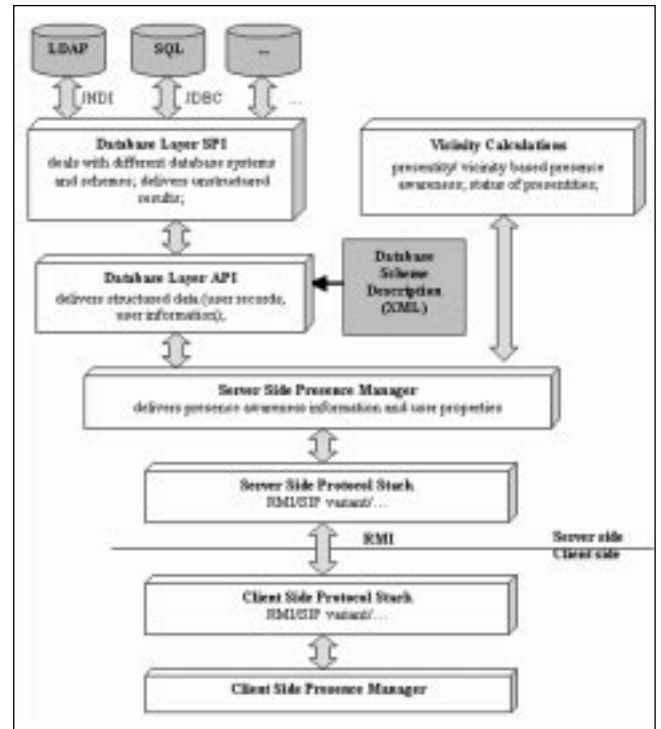 LDAP SQL ...
JNDI JDBC ...
Database Layer SPI
deals with different database systems
and schemes; delivers unstructured
results;
Vicinity Calculations
presentity/ vicinity based presence
awareness; status of presentities;
Database Layer API
delivers structured data (user records,
user information);
Database
Scheme
Description
(XML)
Server Side Presence Manager
delivers presence awareness information and user properties
Server Side Protocol Stack
RMI/SIP variant/...
RMI
Server side
Client side
Client Side Protocol Stack
RMI/SIP variant/...
Client Side Presence Manager